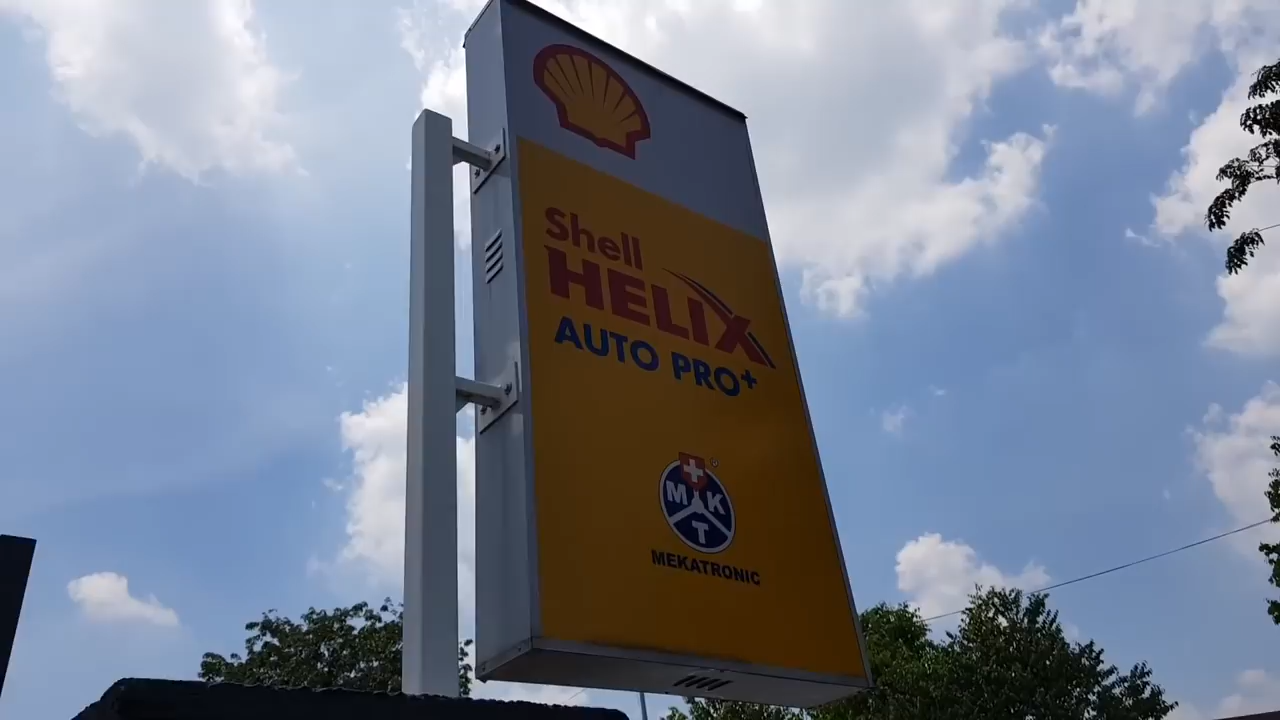 Shell
HELIX
AUTO PRO+
M K
T
MEKATRONIC